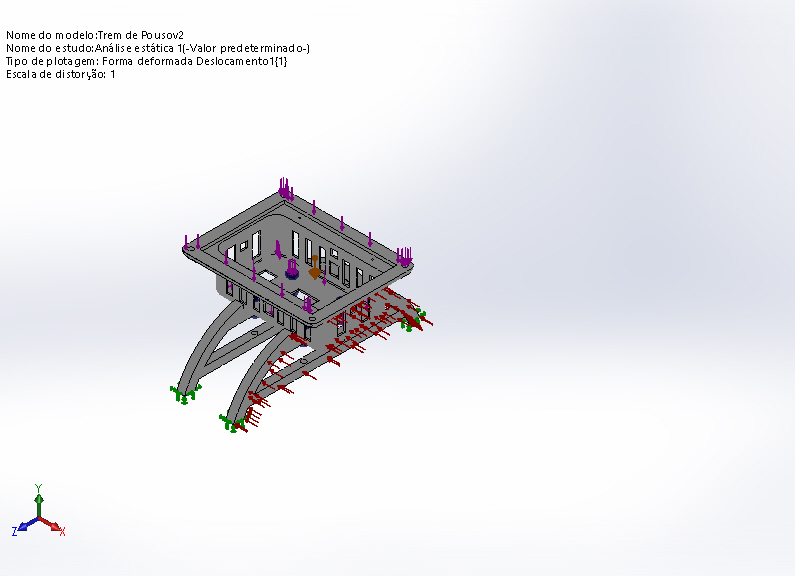 Nome do modelo:Trem de Pousov2
Nome do estudo:Análise estática 1(-Valor predeterminado-)
Tipo de plotagem: Forma deformada Deslocamento1{1}
Escala de distorção: 1
Y
Z
X